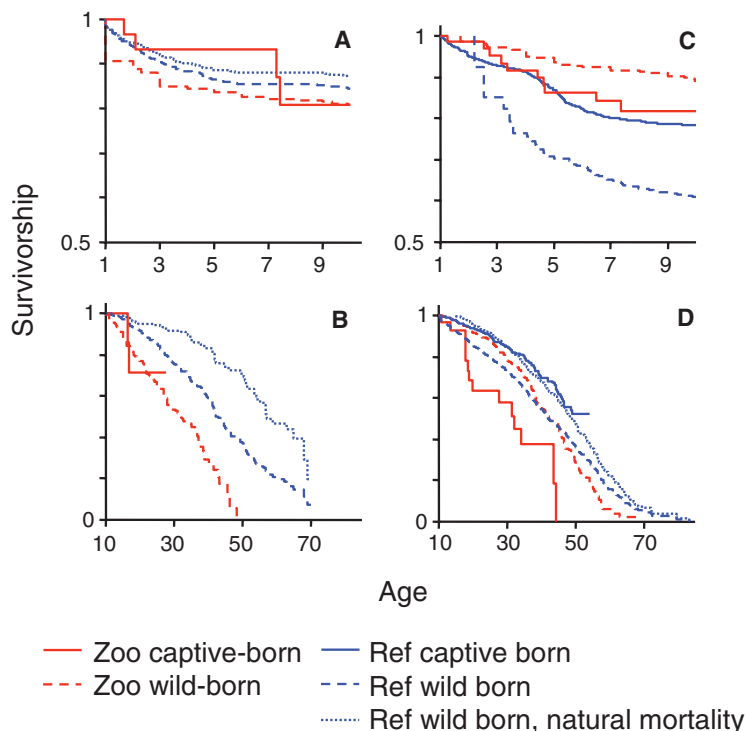 A
C
1
1
Survivorship
0.5
0.5
1 3 5 7 9
1 3 5 7 9
B
D
1
1
0
0
10 30 50 70
10 30 50 70
Age
Zoo captive-born
Ref captive born
Zoo wild-born
Ref wild born
Ref wild born, natural mortality